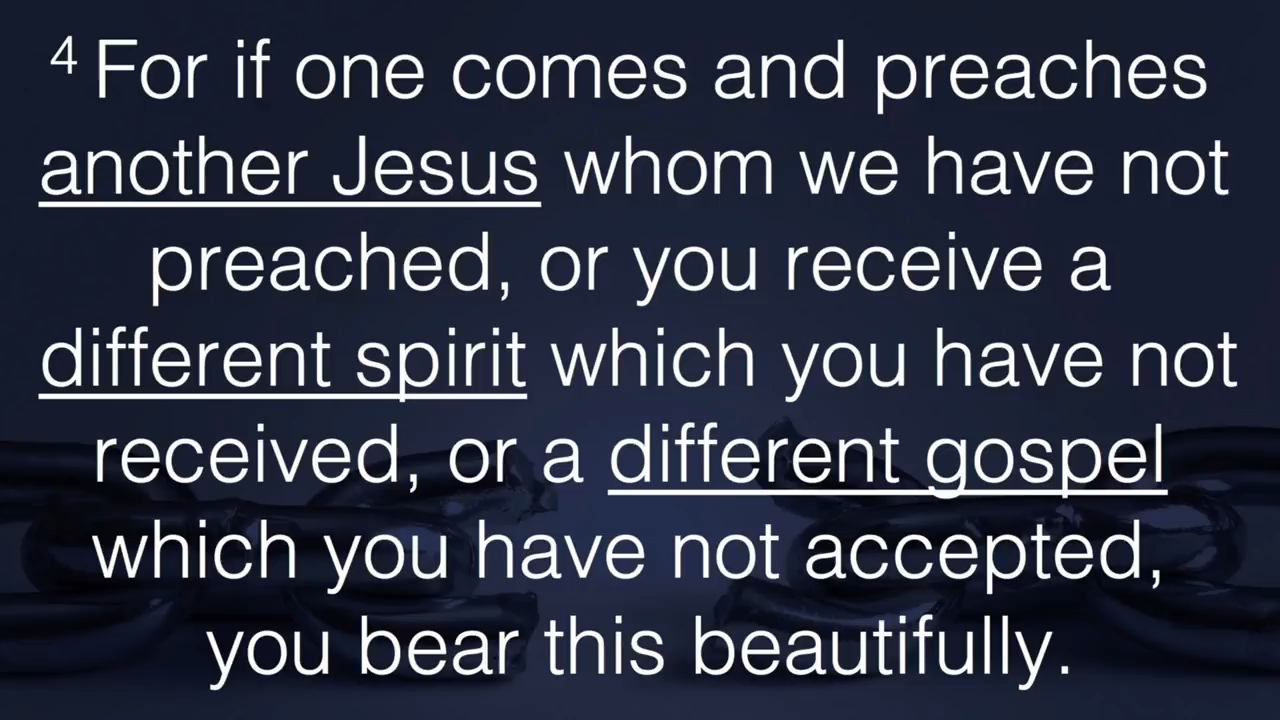 4 For if one comes and preaches
another Jesus whom we have not
preached, or you receive a
different spirit which you have not
received, or a different gospel
which you have not accepted,
you bear this beautifully.